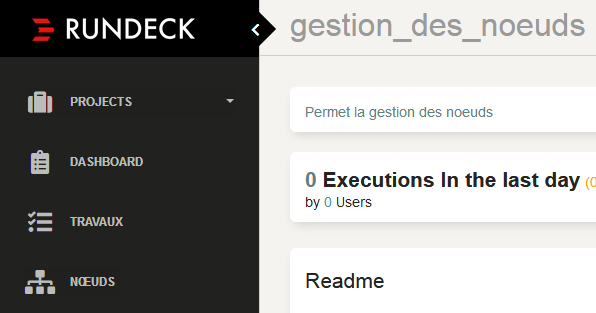 RUNDECK
gestion_des_noeuds
PROJECTS
Permet la gestion des noeuds
DASHBOARD
0 Executions In the last day (0
by 0 Users
TRAVAUX
Readme
NŒUDS